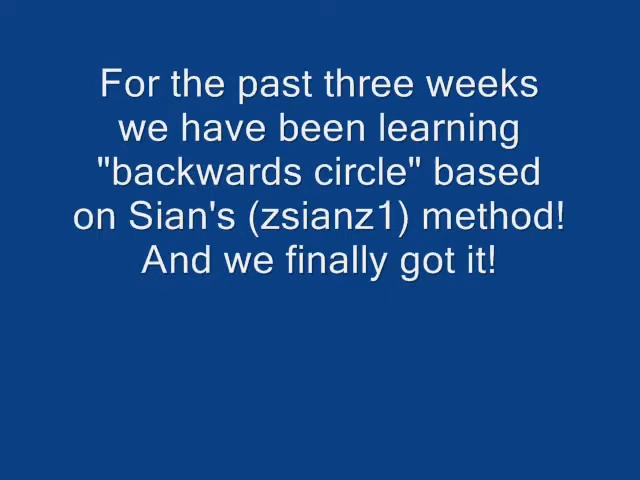 For the past three weeks
we have been learning
"backwards circle" based
on Sian's (zsianz1) method!
And we finally got it!